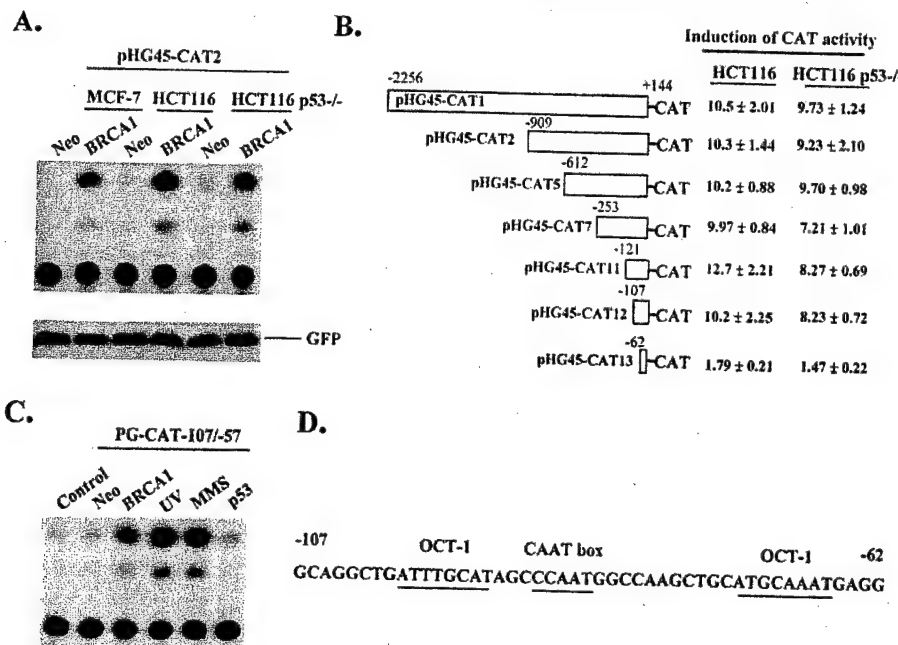 A.
pHG45-CAT2
MCF-7 HCT116 HCT116 p53-/-
Neo BRCA1 Neo BRCA1 Neo BRCA1
GFP
B.
Induction of CAT activity
HCT116 HCT116 p53-/-
-2256 +144
pHG45-CAT1 CAT 10.5 ± 2.01 9.73 ± 1.24
-909
pHG45-CAT2 CAT 10.3 ± 1.44 9.23 ± 2.10
-612
pHG45-CAT5 CAT 10.2 ± 0.88 9.70 ± 0.98
-253
pHG45-CAT7 CAT 9.97 ± 0.84 7.21 ± 1.01
-121
pHG45-CAT11 CAT 12.7 ± 2.21 8.27 ± 0.69
-107
pHG45-CAT12 CAT 10.2 ± 2.25 8.23 ± 0.72
-62
pHG45-CAT13 CAT 1.79 ± 0.21 1.47 ± 0.22
C.
PG-CAT-107/-57
Control Neo BRCA1 UV MMS p53
D.
-107 OCT-1 CAAT box OCT-1 -62
GCAGGCTGATTTGCATAGCCCAATGGCCAAGCTGCATGCAAATGAGG